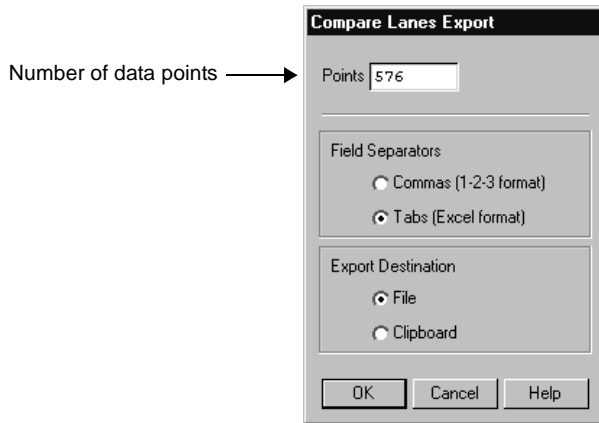 Compare Lanes Export
Number of data points
Points 576
Field Separators
Commas (1-2-3 format)
Tabs (Excel format)
Export Destination
File
Clipboard
OK Cancel Help